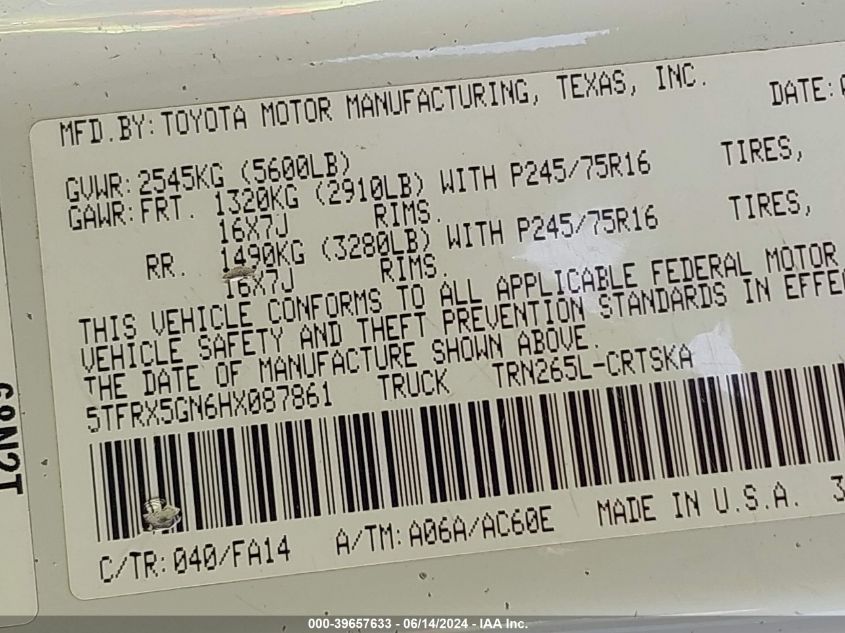 MFD.BY:TOYOTA MOTOR MANUFACTURING, TEXAS, INC. DATE:
GVWR:2545KG (5600LB)
GAWR:FRT. 1320KG (2910LB) WITH P245/75R16 TIRES,
16X7J RIMS.
RR. 1490KG (3280LB) WITH P245/75R16 TIRES,
16X7J RIMS.
THIS VEHICLE CONFORMS TO ALL APPLICABLE FEDERAL MOTOR
VEHICLE SAFETY AND THEFT PREVENTION STANDARDS IN EFFE
THE DATE OF MANUFACTURE SHOWN ABOVE.
5TFRX5GN6HX087861 TRUCK TRN265L-CRTSKA
C/TR:040/FA14 A/TM:A06A/AC60E MADE IN U.S.A. 3
000-39657633 - 06/14/2024 - IAA Inc.